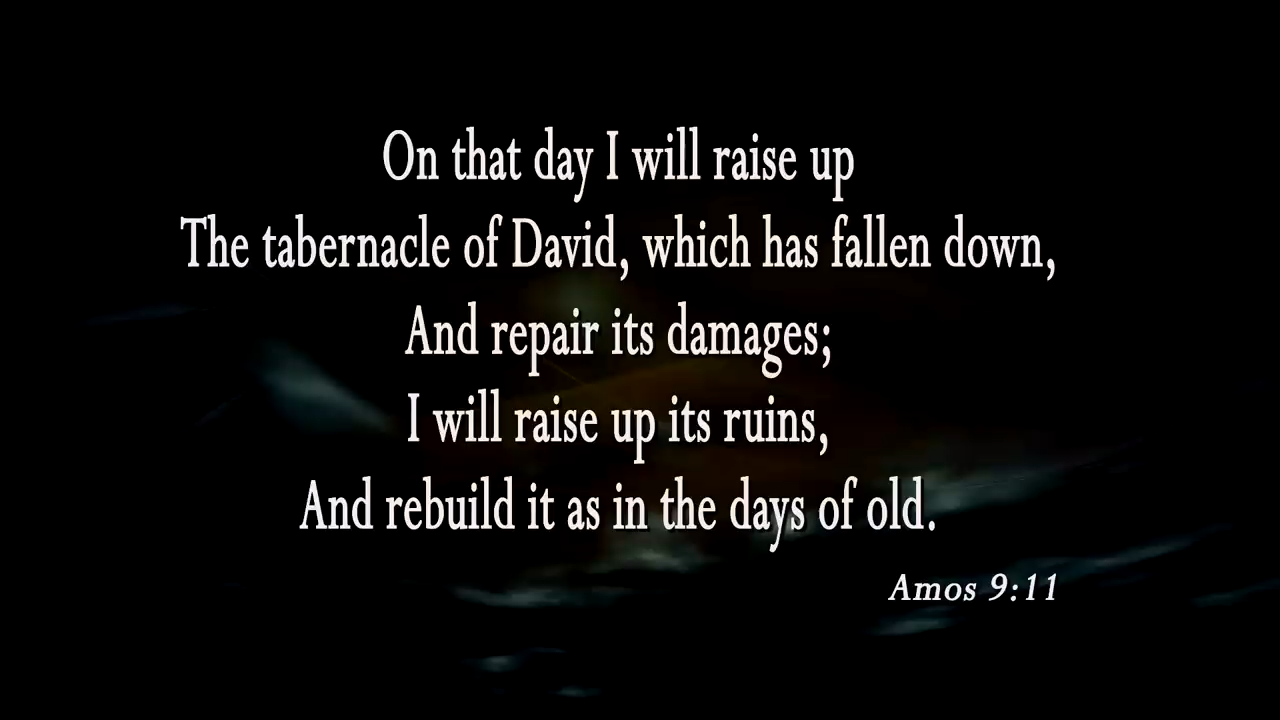 On that day I will raise up
The tabernacle of David, which has fallen down,
And repair its damages;
I will raise up its ruins,
And rebuild it as in the days of old.
Amos 9:11